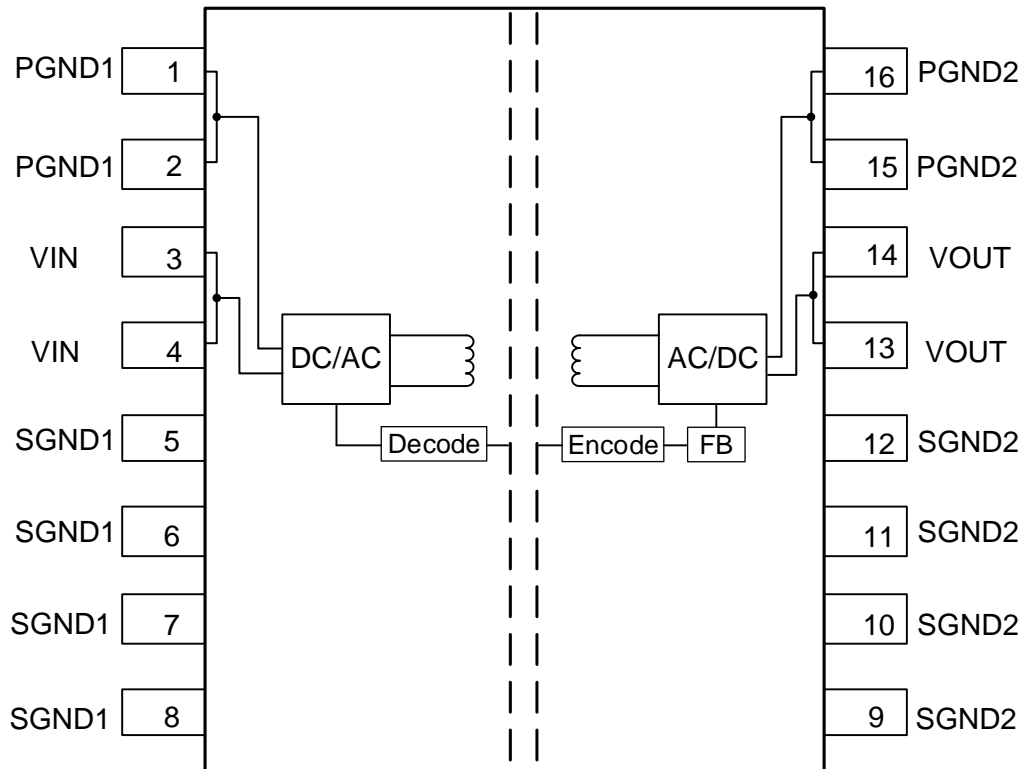 PGND1 1
PGND1 2
VIN 3
VIN 4
SGND1 5
SGND1 6
SGND1 7
SGND1 8
DC/AC
Decode
AC/DC
Encode
FB
16 PGND2
15 PGND2
14 VOUT
13 VOUT
12 SGND2
11 SGND2
10 SGND2
9 SGND2